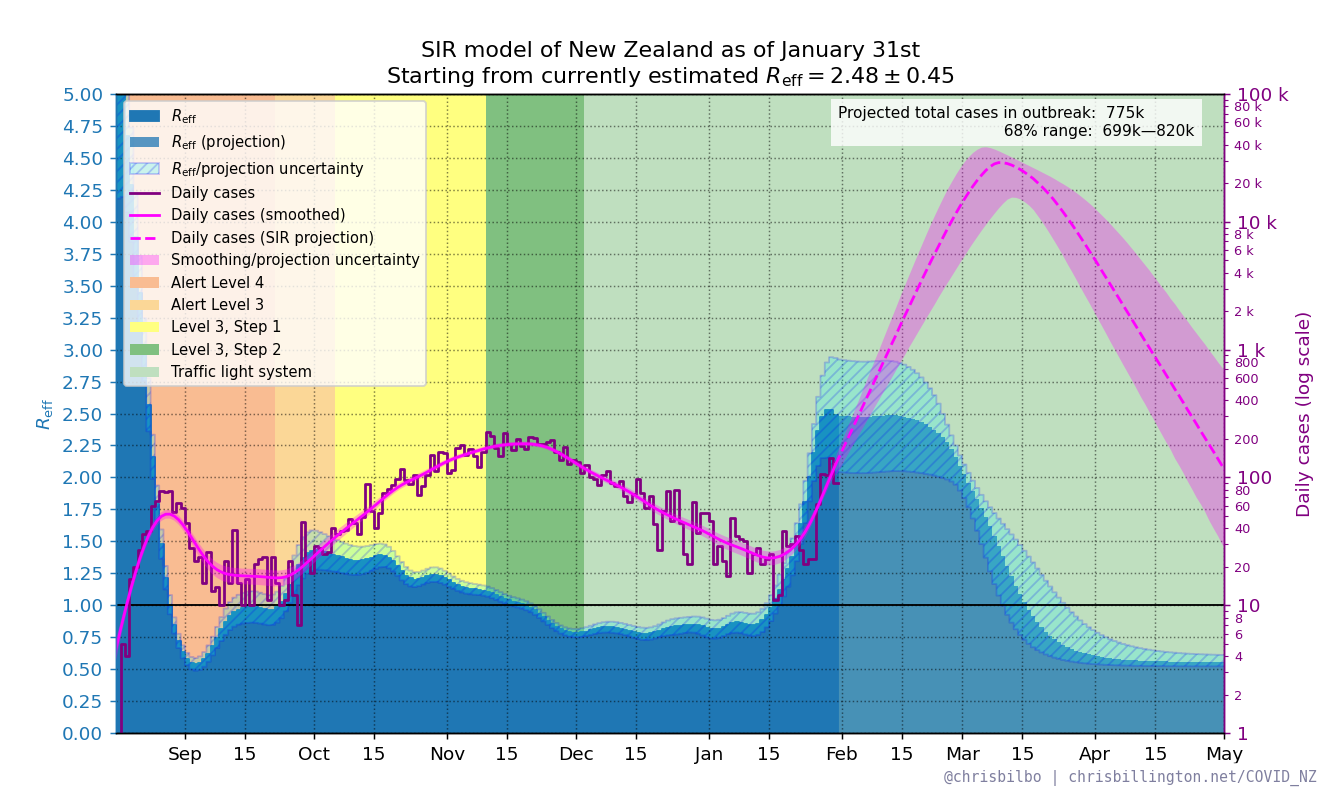 SIR model of New Zealand as of January 31st
Starting from currently estimated R_eff = 2.48 ± 0.45
Projected total cases in outbreak: 775k
68% range: 699k—820k
R_eff
R_eff (projection)
R_eff/projection uncertainty
Daily cases
Daily cases (smoothed)
Daily cases (SIR projection)
Smoothing/projection uncertainty
Alert Level 4
Alert Level 3
Level 3, Step 1
Level 3, Step 2
Traffic light system
R_eff
5.00
4.75
4.50
4.25
4.00
3.75
3.50
3.25
3.00
2.75
2.50
2.25
2.00
1.75
1.50
1.25
1.00
0.75
0.50
0.25
0.00
100 k
80 k
60 k
40 k
20 k
10 k
8 k
6 k
4 k
2 k
1 k
800
600
400
200
100
80
60
40
20
10
8
6
4
2
1
Daily cases (log scale)
Sep 15 Oct 15 Nov 15 Dec 15 Jan 15 Feb 15 Mar 15 Apr 15 May
@chrisbilbo | chrisbillington.net/COVID_NZ